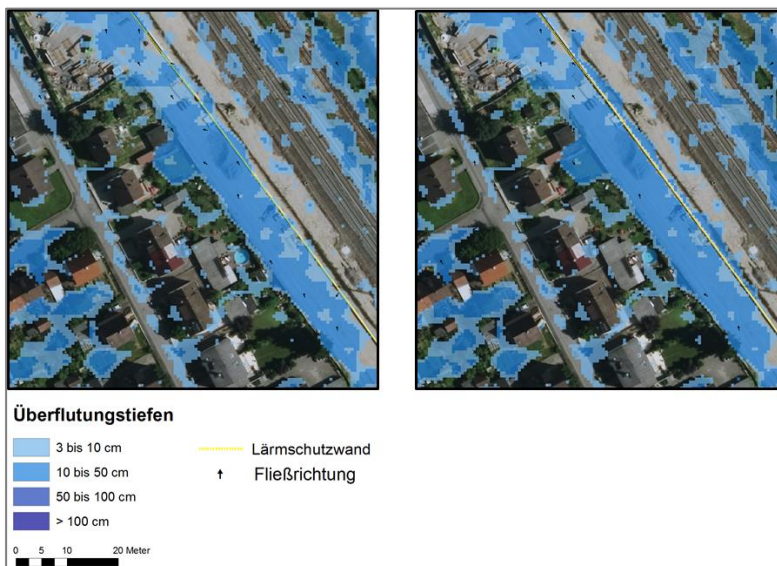 Überflutungstiefen
3 bis 10 cm
10 bis 50 cm
50 bis 100 cm
> 100 cm
Lärmschutzwand
Fließrichtung
0 5 10 20 Meter